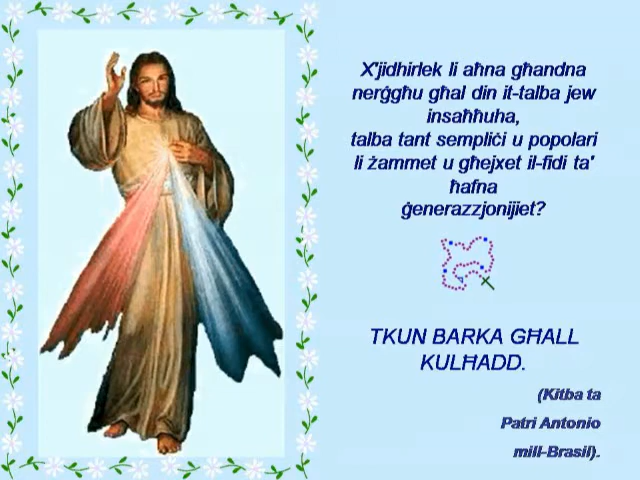 X'jidhirlek li aħna għandna
nerġgħu għal din it-talba jew
insaħħuha,
talba tant sempliċi u popolari
li żammet u għejxet il-fidi ta'
ħafna
ġenerazzjonijiet?
TKUN BARKA GĦALL
KULĦADD.
(Kitba ta
Patri Antonio
mill-Brasil).